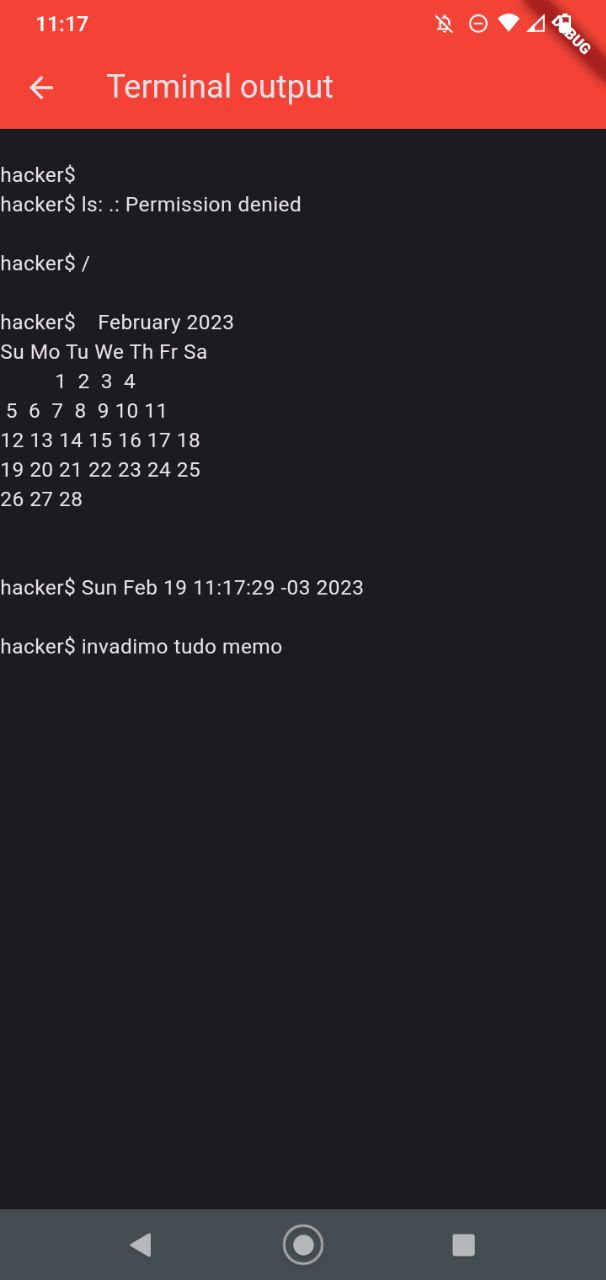 11:17
DEBUG
Terminal output
hacker$
hacker$ ls: .: Permission denied
hacker$ /
hacker$    February 2023
Su Mo Tu We Th Fr Sa
          1  2  3  4
 5  6  7  8  9 10 11
12 13 14 15 16 17 18
19 20 21 22 23 24 25
26 27 28
hacker$ Sun Feb 19 11:17:29 -03 2023
hacker$ invadimo tudo memo